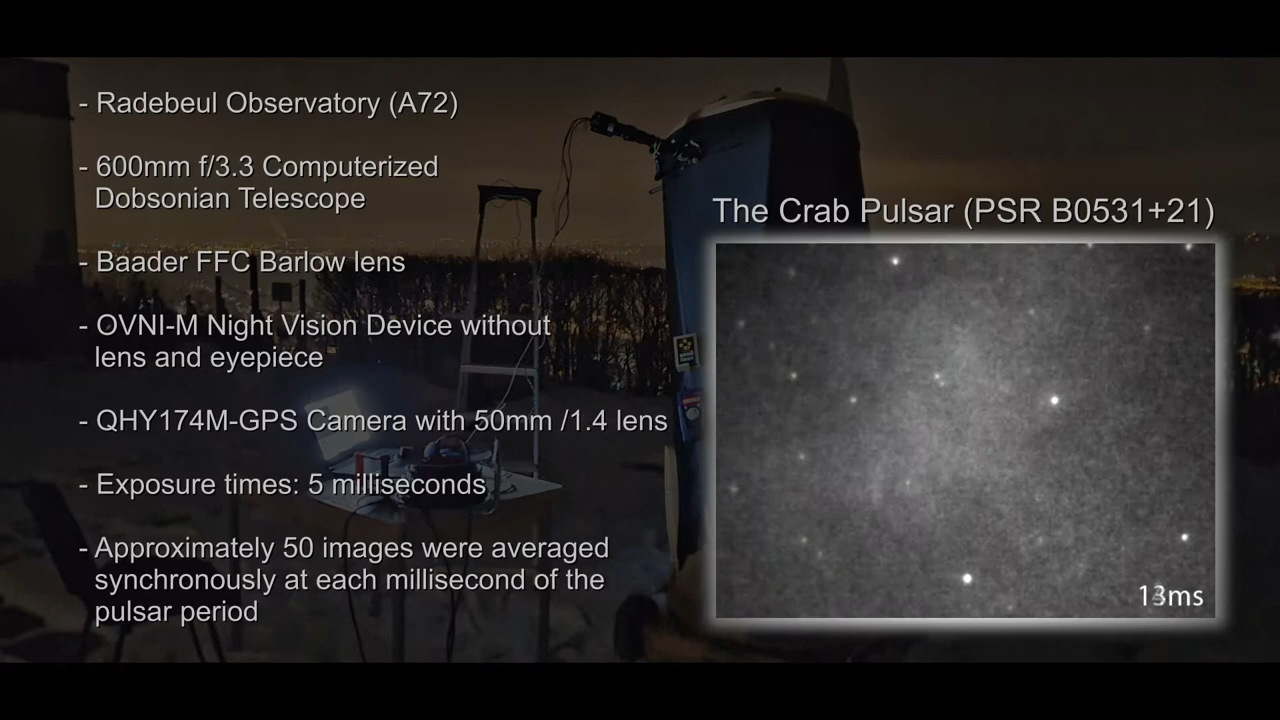 - Radebeul Observatory (A72)
- 600mm f/3.3 Computerized
Dobsonian Telescope
- Baader FFC Barlow lens
- OVNI-M Night Vision Device without
lens and eyepiece
- QHY174M-GPS Camera with 50mm /1.4 lens
- Exposure times: 5 milliseconds
- Approximately 50 images were averaged
synchronously at each millisecond of the
pulsar period
The Crab Pulsar (PSR B0531+21)